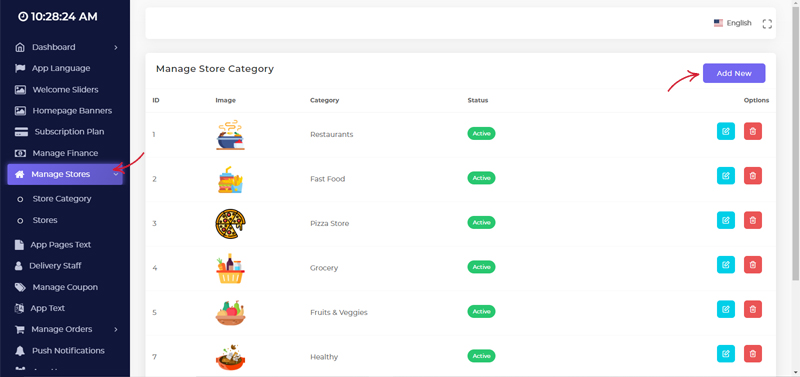 10:28:24 AM
English
Dashboard
App Language
Welcome Sliders
Homepage Banners
Subscription Plan
Manage Finance
Manage Stores
Store Category
Stores
App Pages Text
Delivery Staff
Manage Coupon
App Text
Manage Orders
Push Notifications
Manage Store Category
Add New
ID Image Category Status Options
1 Restaurants Active
2 Fast Food Active
3 Pizza Store Active
4 Grocery Active
5 Fruits & Veggies Active
7 Healthy Active